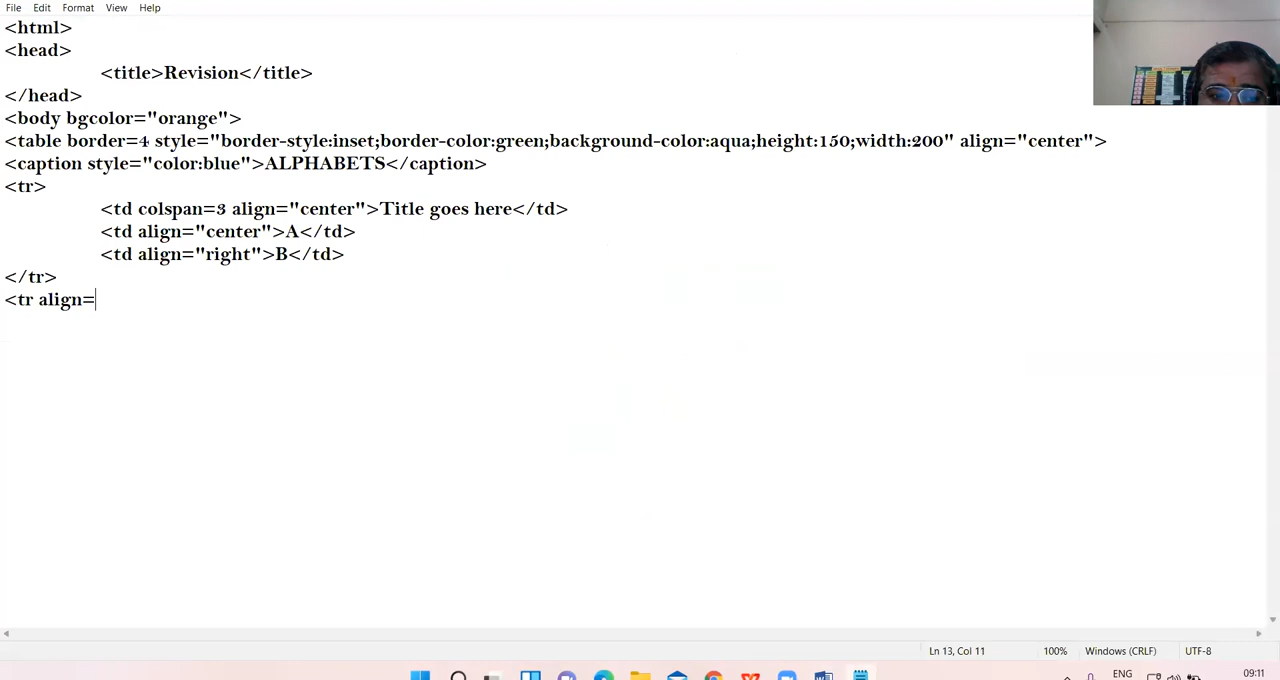 File Edit Format View Help
<html>
<head>
<title>Revision</title>
</head>
<body bgcolor="orange">
<table border=4 style="border-style:inset;border-color:green;background-color:aqua;height:150;width:200" align="center">
<caption style="color:blue">ALPHABETS</caption>
<tr>
<td colspan=3 align="center">Title goes here</td>
<td align="center">A</td>
<td align="right">B</td>
</tr>
<tr align=
Ln 13, Col 11 100% Windows (CRLF) UTF-8
ENG 09:11